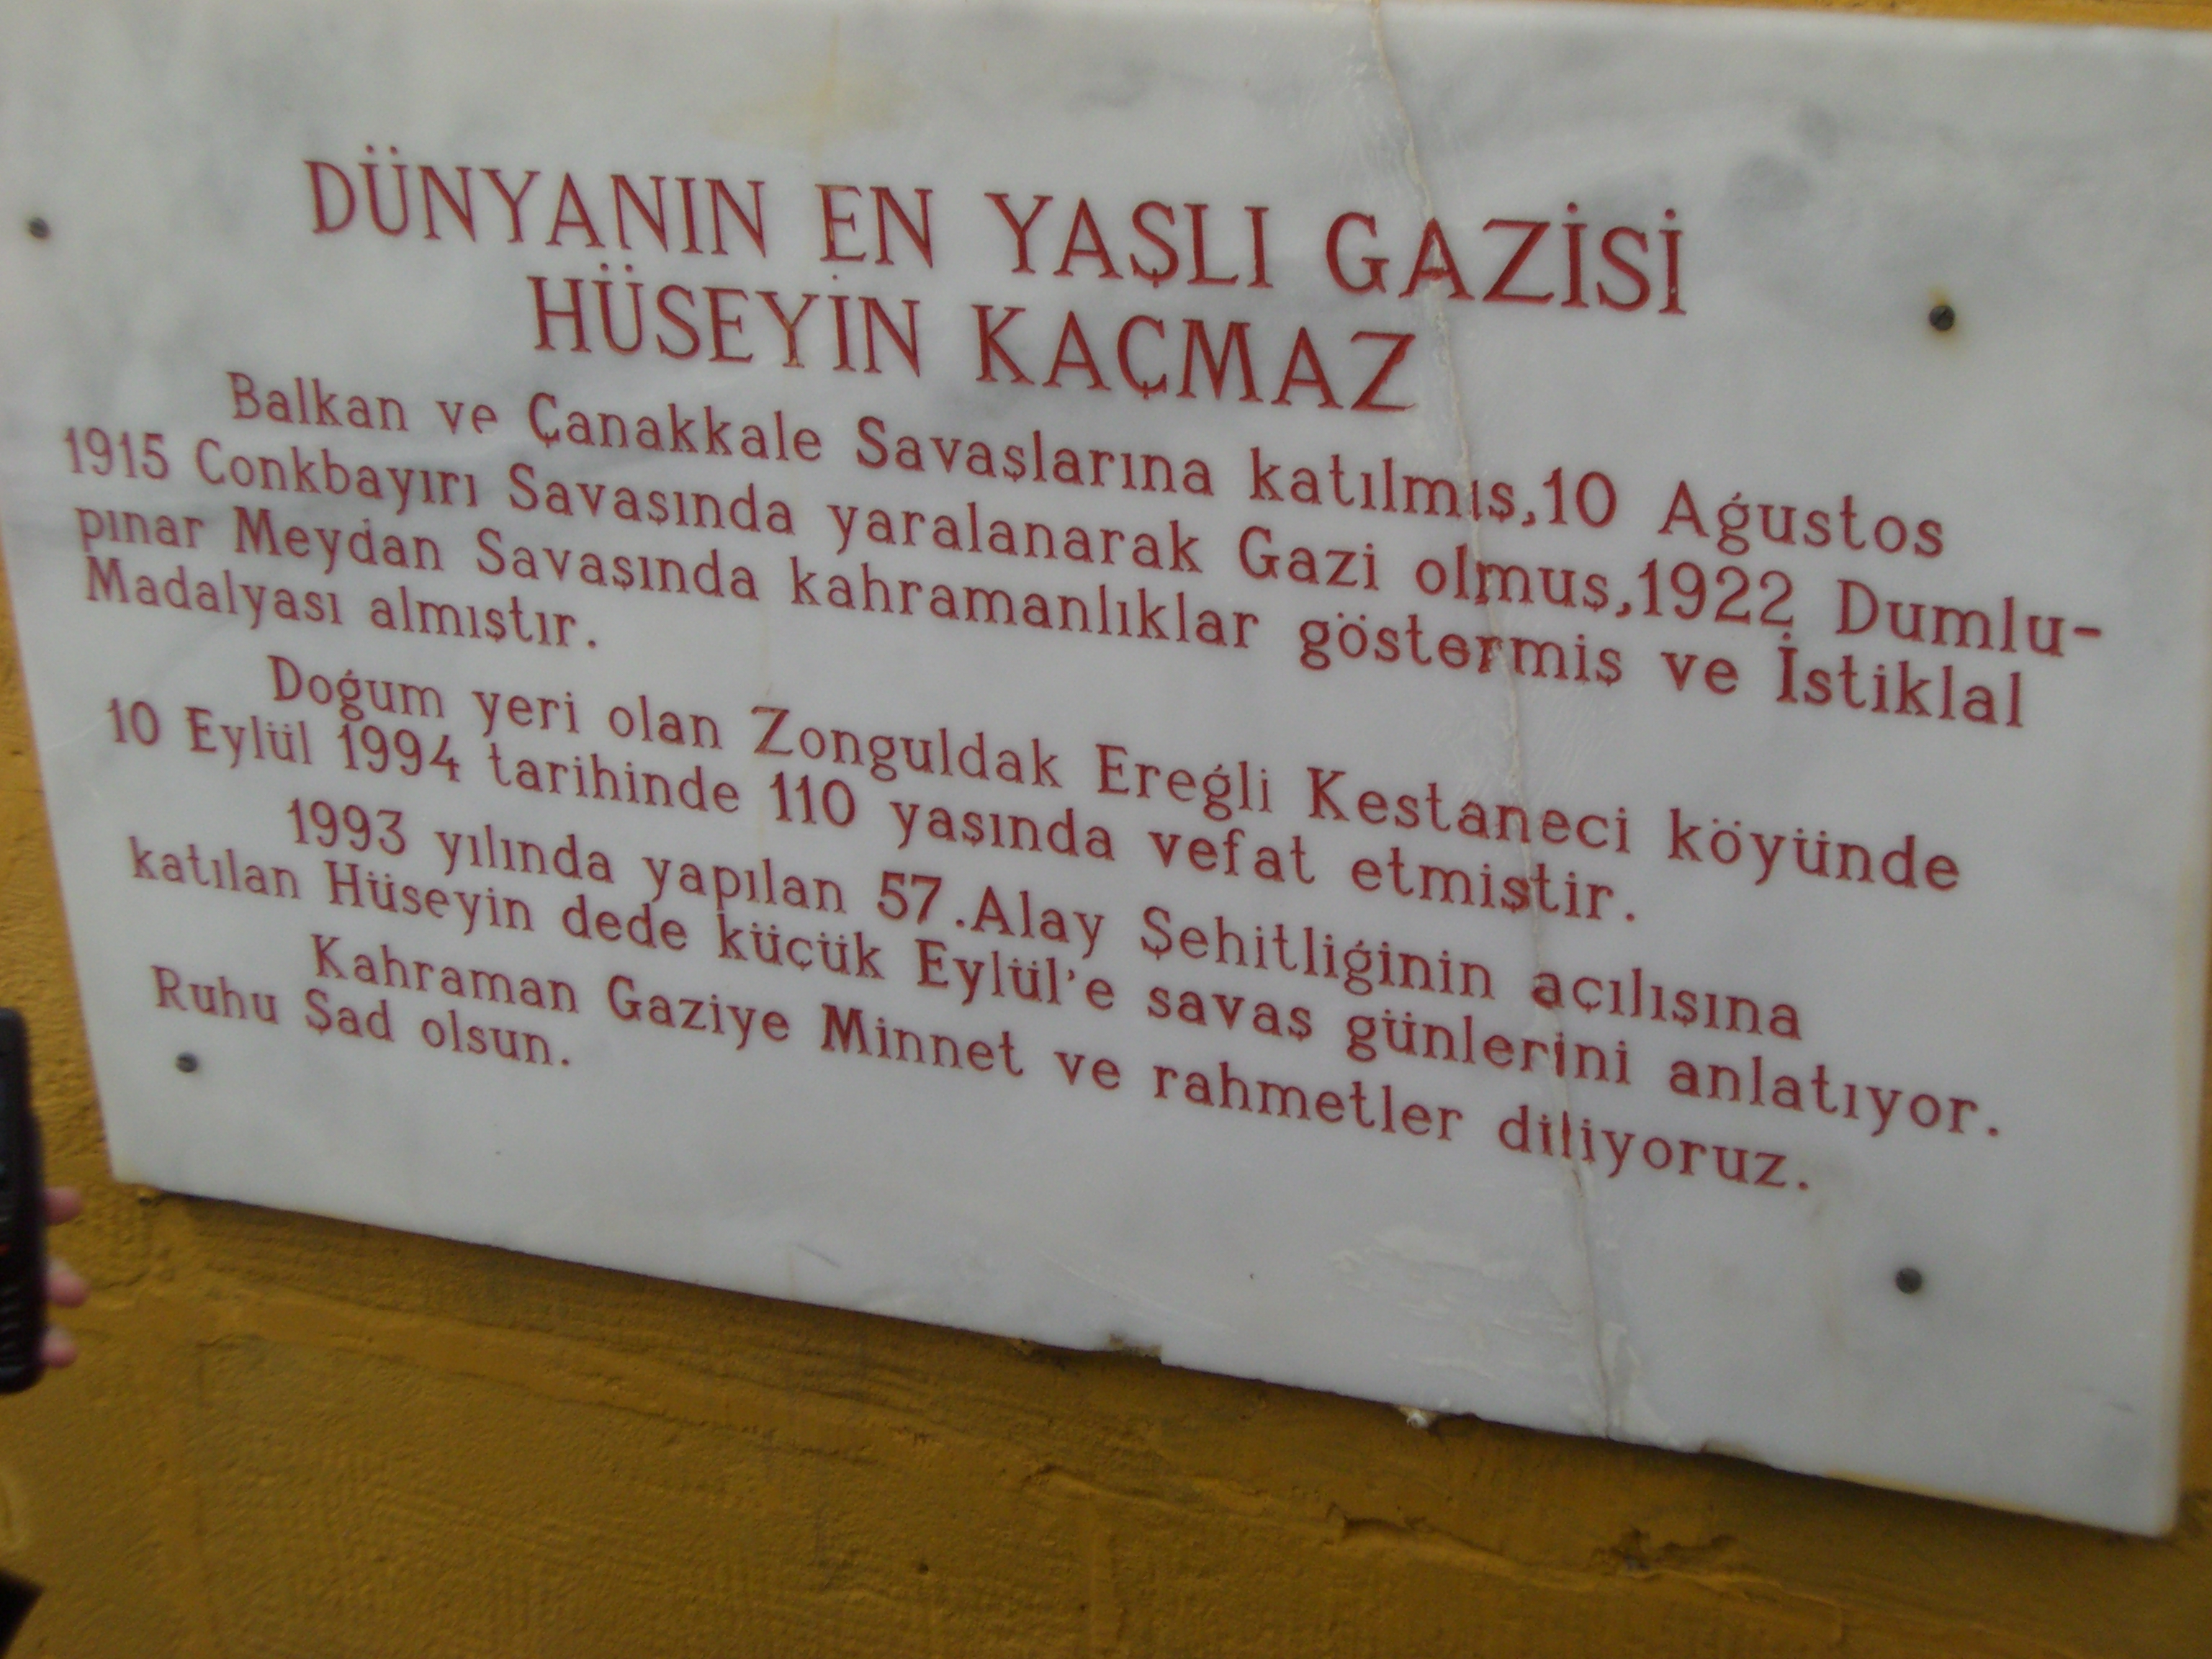 DÜNYANIN EN YAŞLI GAZİSİ
HÜSEYİN KAÇMAZ
Balkan ve Çanakkale Savaşlarına katılmış,10 Ağustos
1915 Conkbayırı Savaşında yaralanarak Gazi olmuş,1922 Dumlu-
pınar Meydan Savaşında kahramanlıklar göstermiş ve İstiklal
Madalyası almıştır.
Doğum yeri olan Zonguldak Ereğli Kestaneci köyünde
10 Eylül 1994 tarihinde 110 yaşında vefat etmiştir.
1993 yılında yapılan 57.Alay Şehitliğinin açılışına
katılan Hüseyin dede küçük Eylül'e savaş günlerini anlatıyor.
Kahraman Gaziye Minnet ve rahmetler diliyoruz.
Ruhu Şad olsun.